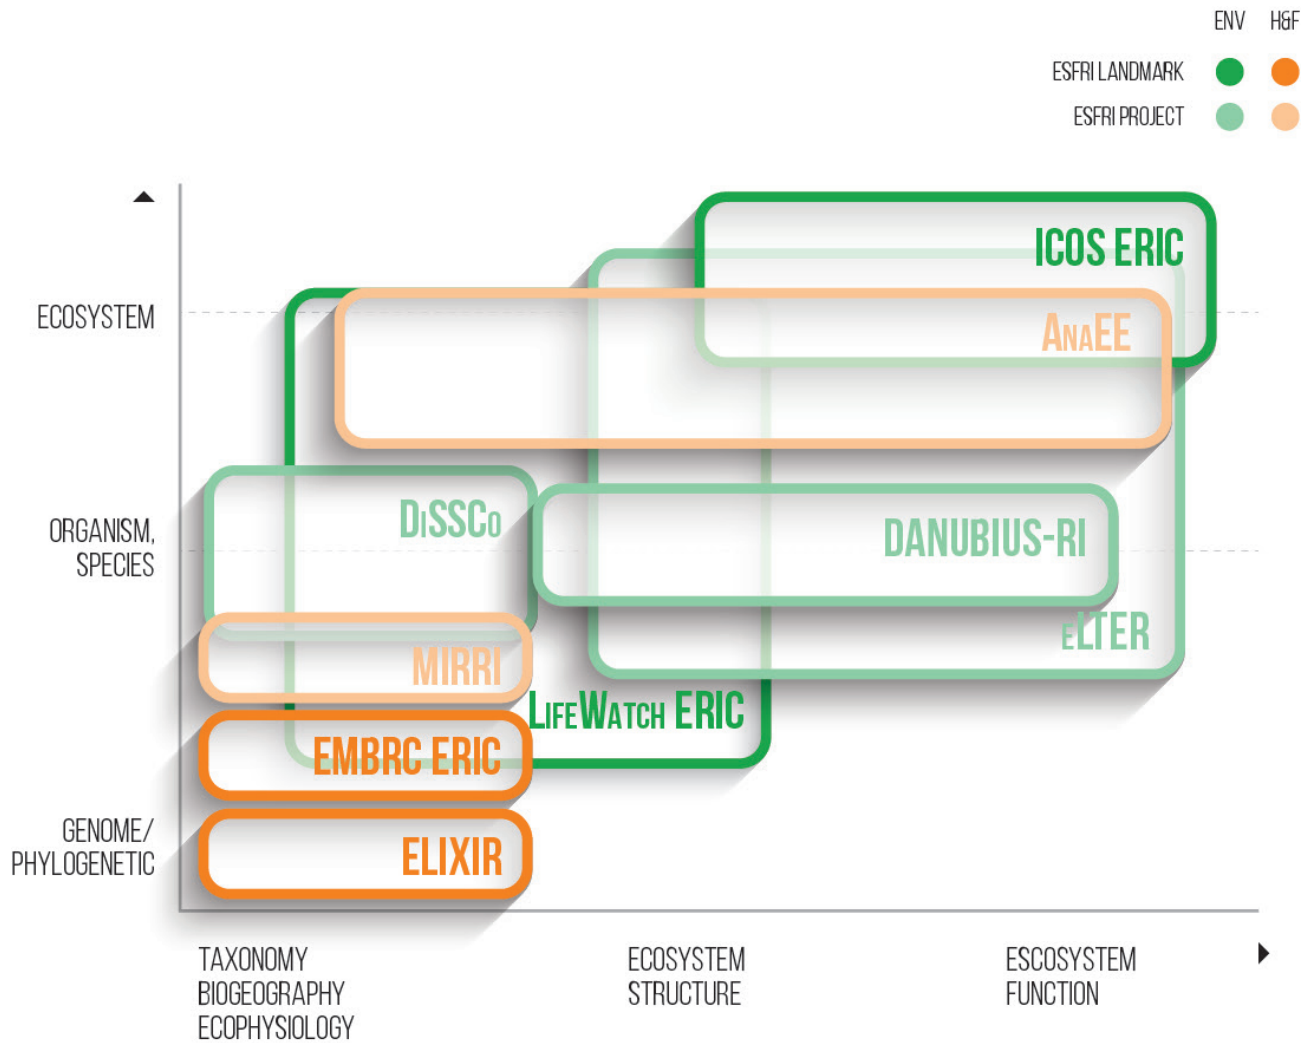 ENV H&F
ESFRI LANDMARK
ESFRI PROJECT
ICOS ERIC
ECOSYSTEM
AnaEE
DiSSCo
ORGANISM,
SPECIES
DANUBIUS-RI
eLTER
MIRRI
LifeWatch ERIC
EMBRC ERIC
GENOME/
PHYLOGENETIC
ELIXIR
TAXONOMY
BIOGEOGRAPHY
ECOPHYSIOLOGY
ECOSYSTEM
STRUCTURE
ESCOSYSTEM
FUNCTION